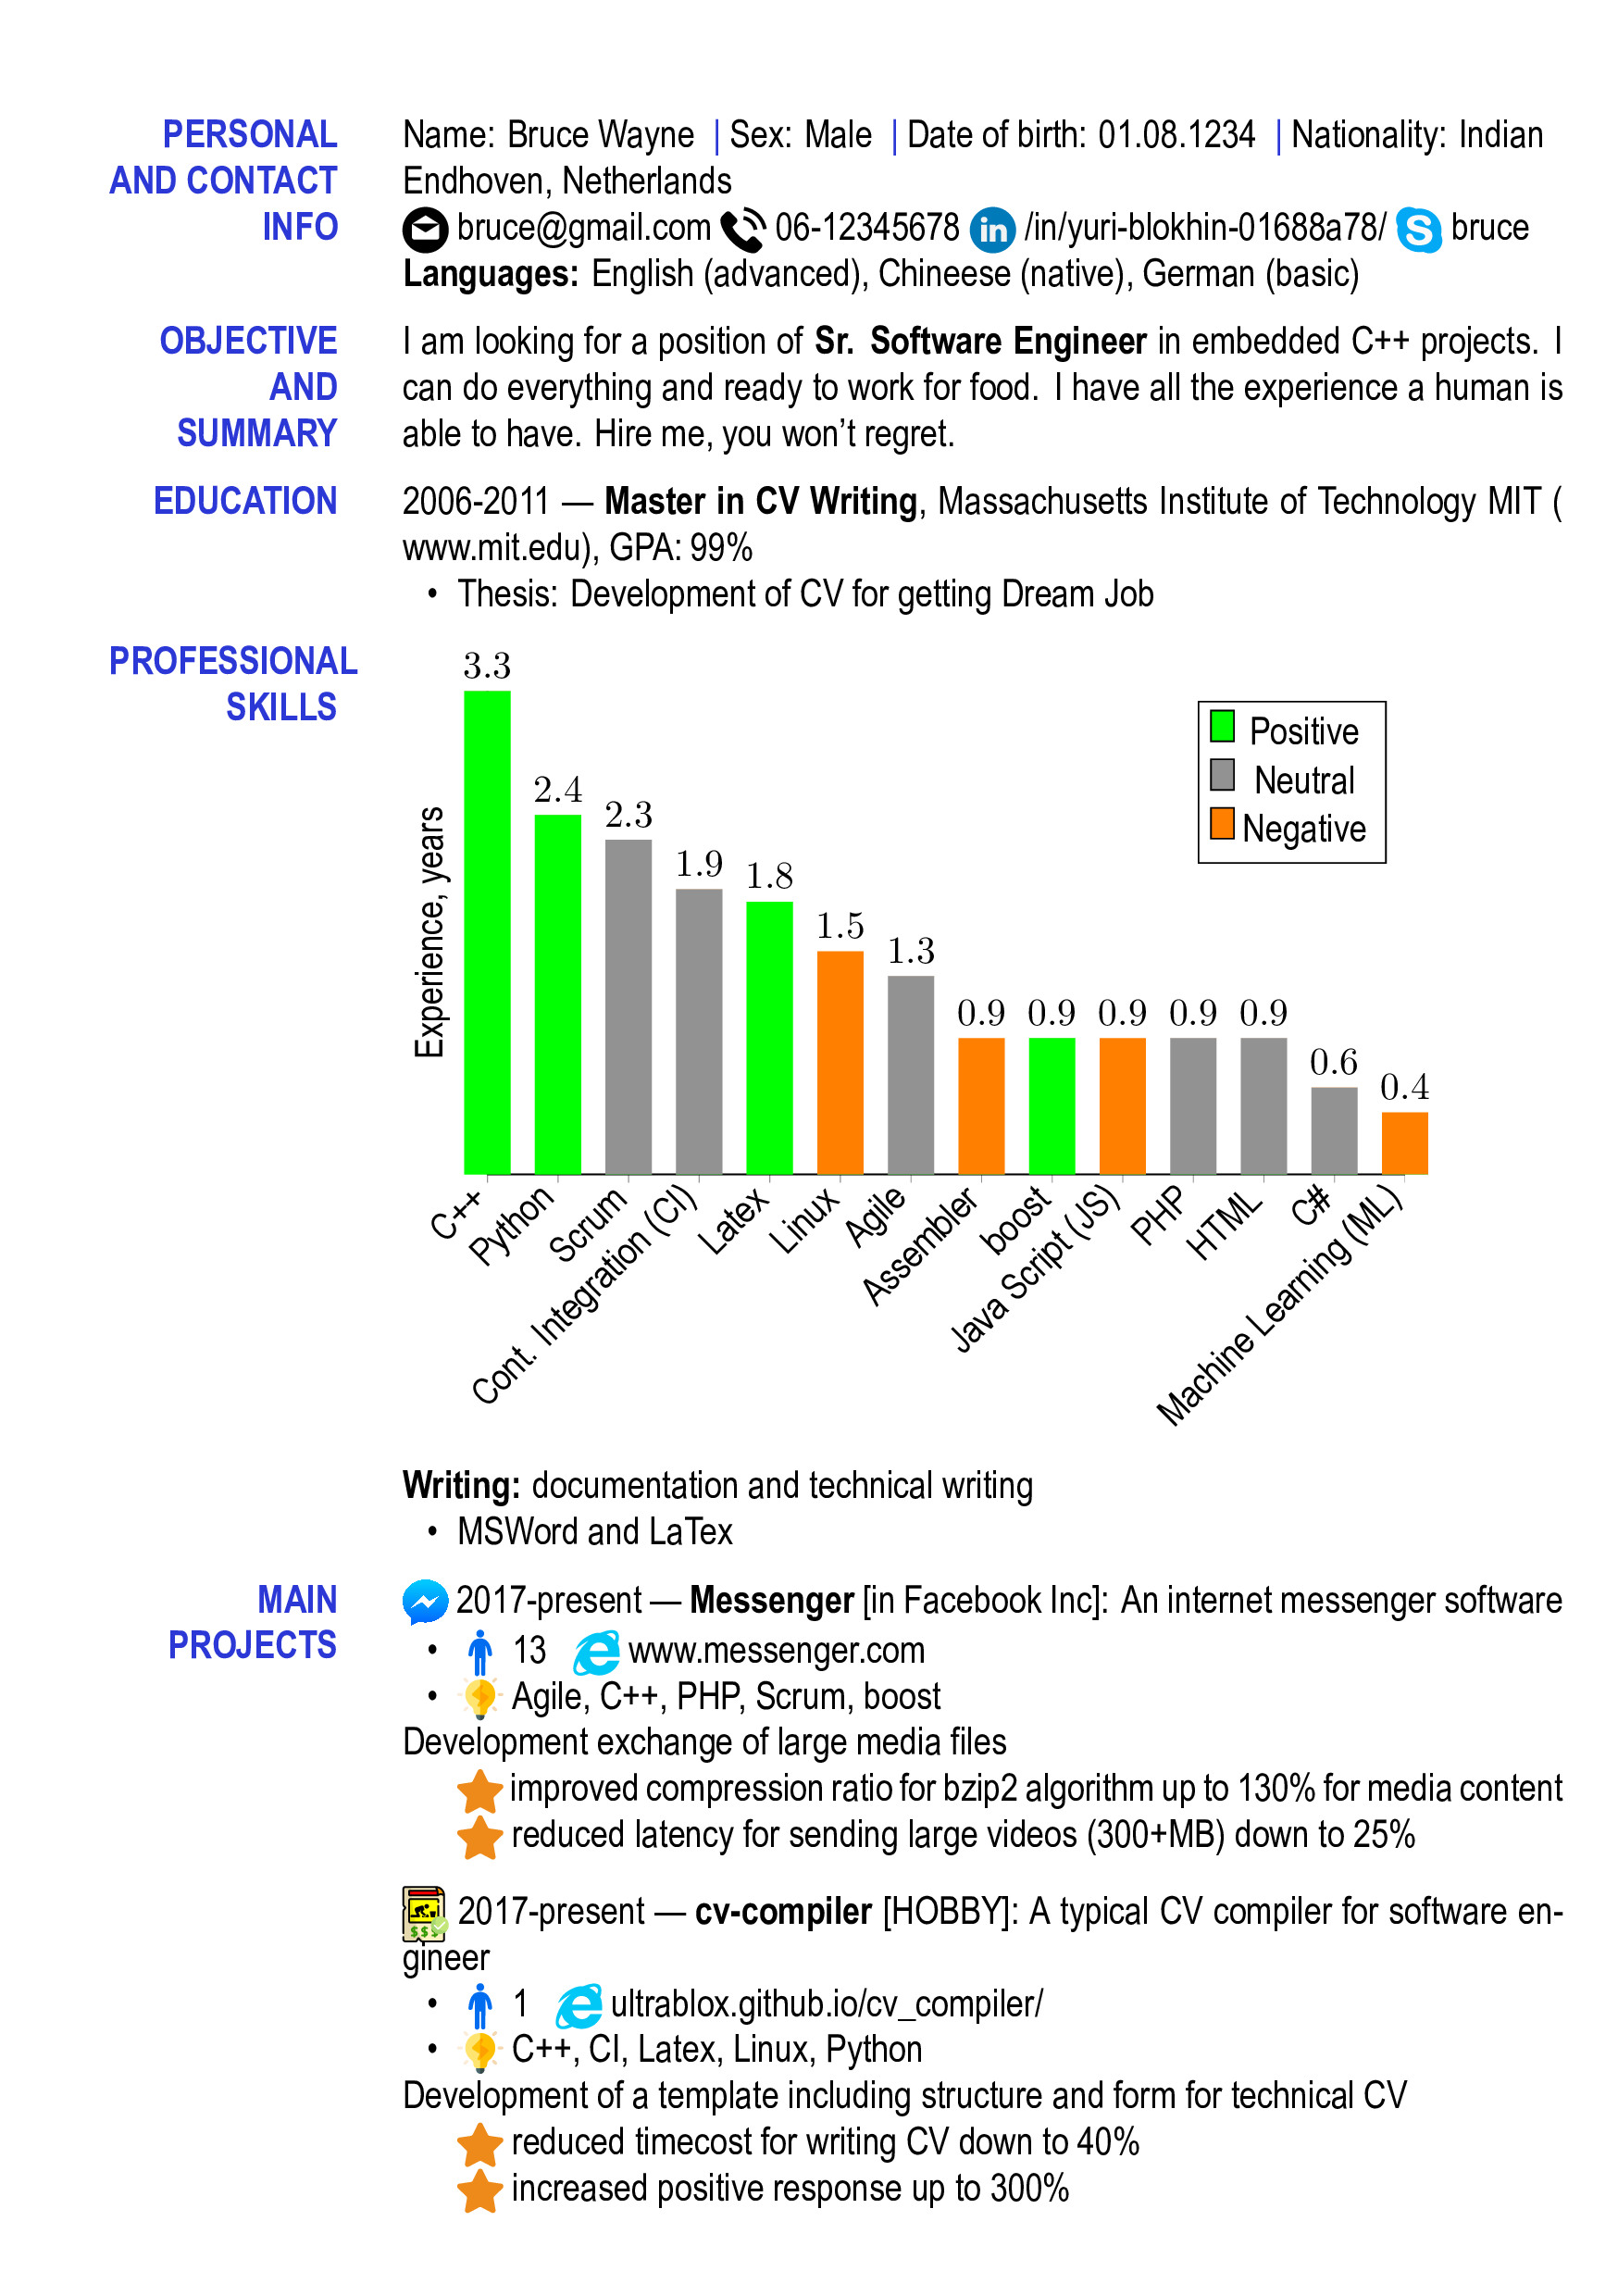 PERSONAL AND CONTACT INFO
Name: Bruce Wayne | Sex: Male | Date of birth: 01.08.1234 | Nationality: Indian
Endhoven, Netherlands
bruce@gmail.com 06-12345678 in /in/yuri-blokhin-01688a78/ S bruce
Languages: English (advanced), Chineese (native), German (basic)
OBJECTIVE AND SUMMARY
I am looking for a position of Sr. Software Engineer in embedded C++ projects. I
can do everything and ready to work for food. I have all the experience a human is
able to have. Hire me, you won't regret.
EDUCATION
2006-2011 — Master in CV Writing, Massachusetts Institute of Technology MIT (
www.mit.edu), GPA: 99%
• Thesis: Development of CV for getting Dream Job
PROFESSIONAL SKILLS
Experience, years
3.3
2.4
2.3
1.9
1.8
1.5
1.3
0.9
0.9
0.9
0.9
0.9
0.6
0.4
Positive
Neutral
Negative
C++
Python
Scrum
Cont. Integration (CI)
Latex
Linux
Agile
Assembler
boost
Java Script (JS)
PHP
HTML
C#
Machine Learning (ML)
Writing: documentation and technical writing
• MSWord and LaTex
MAIN PROJECTS
2017-present — Messenger [in Facebook Inc]: An internet messenger software
• 13 www.messenger.com
• Agile, C++, PHP, Scrum, boost
Development exchange of large media files
improved compression ratio for bzip2 algorithm up to 130% for media content
reduced latency for sending large videos (300+MB) down to 25%
$$$ 2017-present — cv-compiler [HOBBY]: A typical CV compiler for software en-
gineer
• 1 ultrablox.github.io/cv_compiler/
• C++, CI, Latex, Linux, Python
Development of a template including structure and form for technical CV
reduced timecost for writing CV down to 40%
increased positive response up to 300%